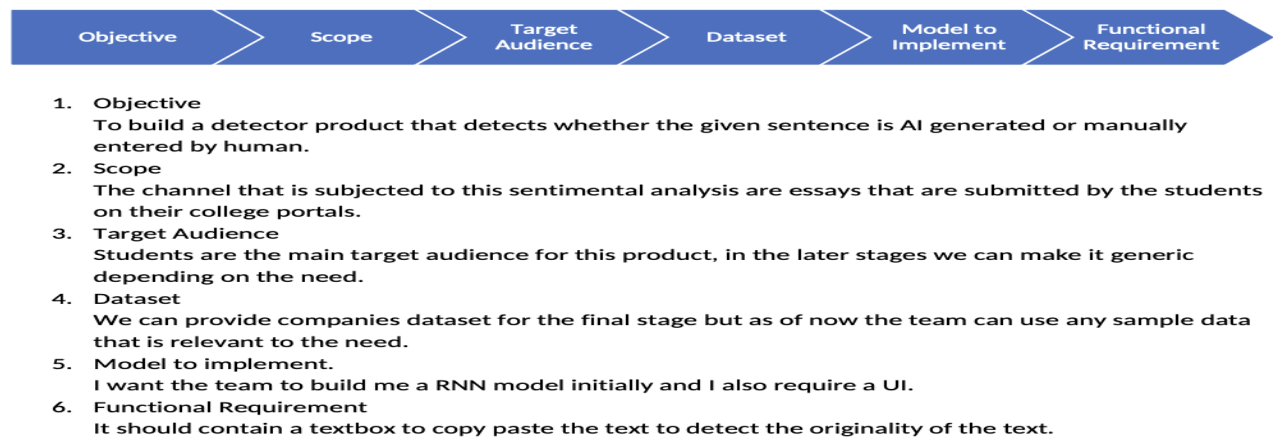 Objective
Scope
Target
Audience
Dataset
Model to
Implement
Functional
Requirement
1. Objective
To build a detector product that detects whether the given sentence is AI generated or manually
entered by human.
2. Scope
The channel that is subjected to this sentimental analysis are essays that are submitted by the students
on their college portals.
3. Target Audience
Students are the main target audience for this product, in the later stages we can make it generic
depending on the need.
4. Dataset
We can provide companies dataset for the final stage but as of now the team can use any sample data
that is relevant to the need.
5. Model to implement.
I want the team to build me a RNN model initially and I also require a UI.
6. Functional Requirement
It should contain a textbox to copy paste the text to detect the originality of the text.